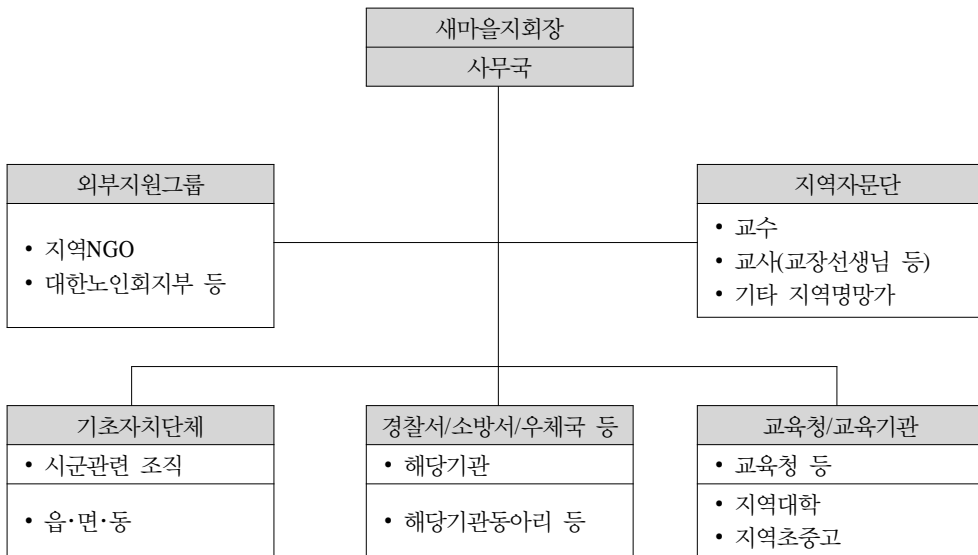 새마을지회장
사무국
외부지원그룹
• 지역NGO
• 대한노인회지부 등
지역자문단
• 교수
• 교사(교장선생님 등)
• 기타 지역명망가
기초자치단체
• 시군관련 조직
• 읍·면·동
경찰서/소방서/우체국 등
• 해당기관
• 해당기관동아리 등
교육청/교육기관
• 교육청 등
• 지역대학
• 지역초중고